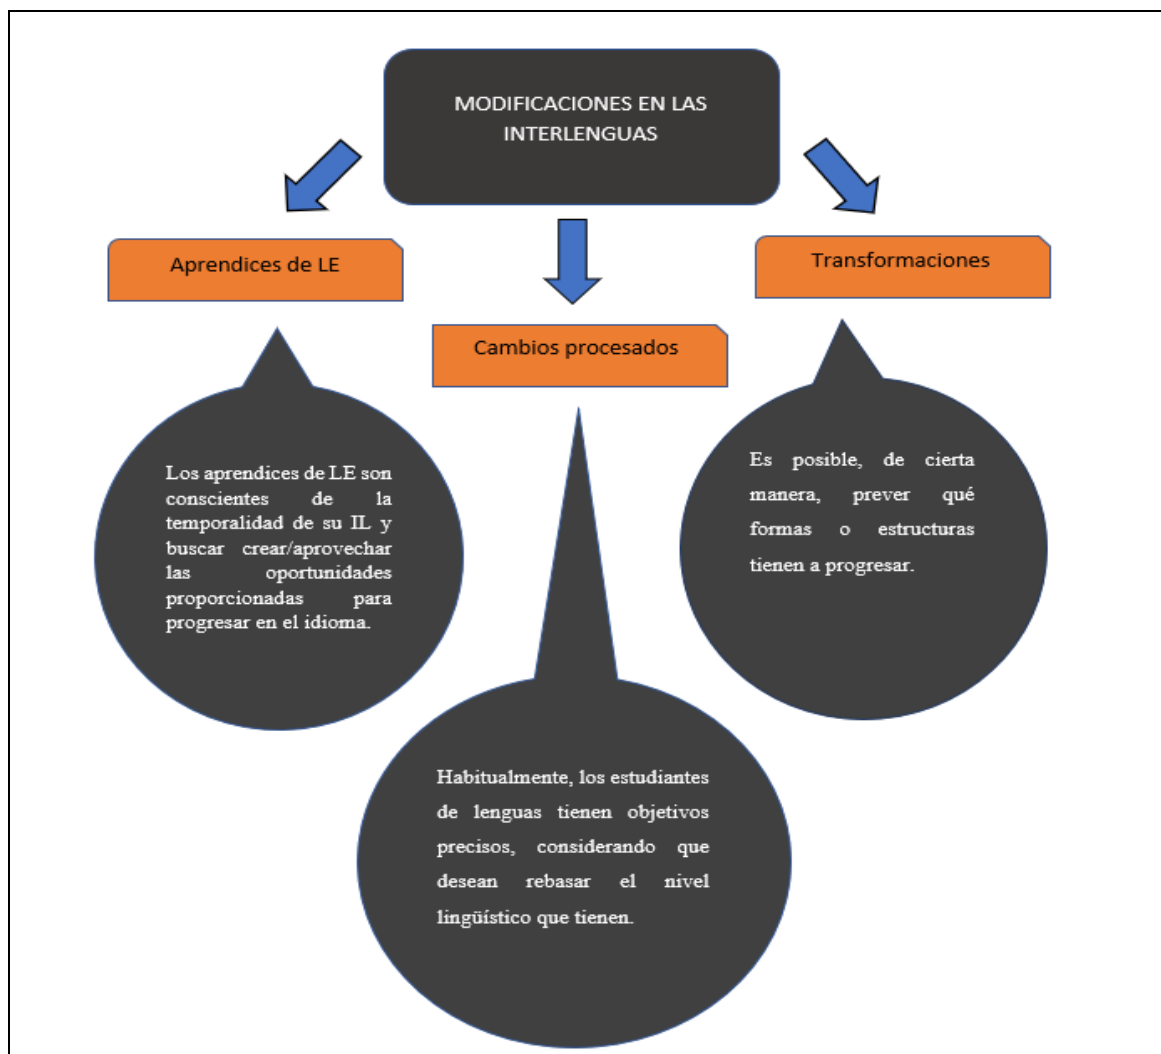 MODIFICACIONES EN LAS
INTERLENGUAS
Aprendices de LE
Transformaciones
Cambios procesados
Los aprendices de LE son
conscientes de la
temporalidad de su IL y
buscar crear/aprovechar
las oportunidades
proporcionadas para
progresar en el idioma.
Es posible, de cierta
manera, prever qué
formas o estructuras
tienen a progresar.
Habitualmente, los estudiantes
de lenguas tienen objetivos
precisos, considerando que
desean rebasar el nivel
lingüístico que tienen.